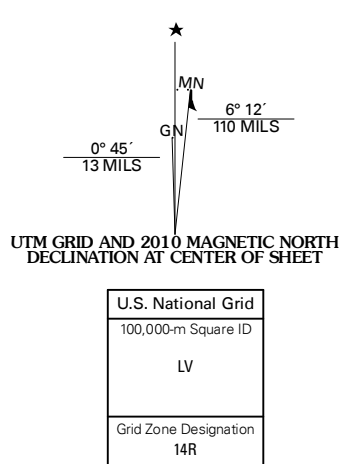 ★
MN
6° 12´
110 MILS
GN
0° 45´
13 MILS
UTM GRID AND 2010 MAGNETIC NORTH
DECLINATION AT CENTER OF SHEET
U.S. National Grid
100,000-m Square ID
LV
Grid Zone Designation
14R